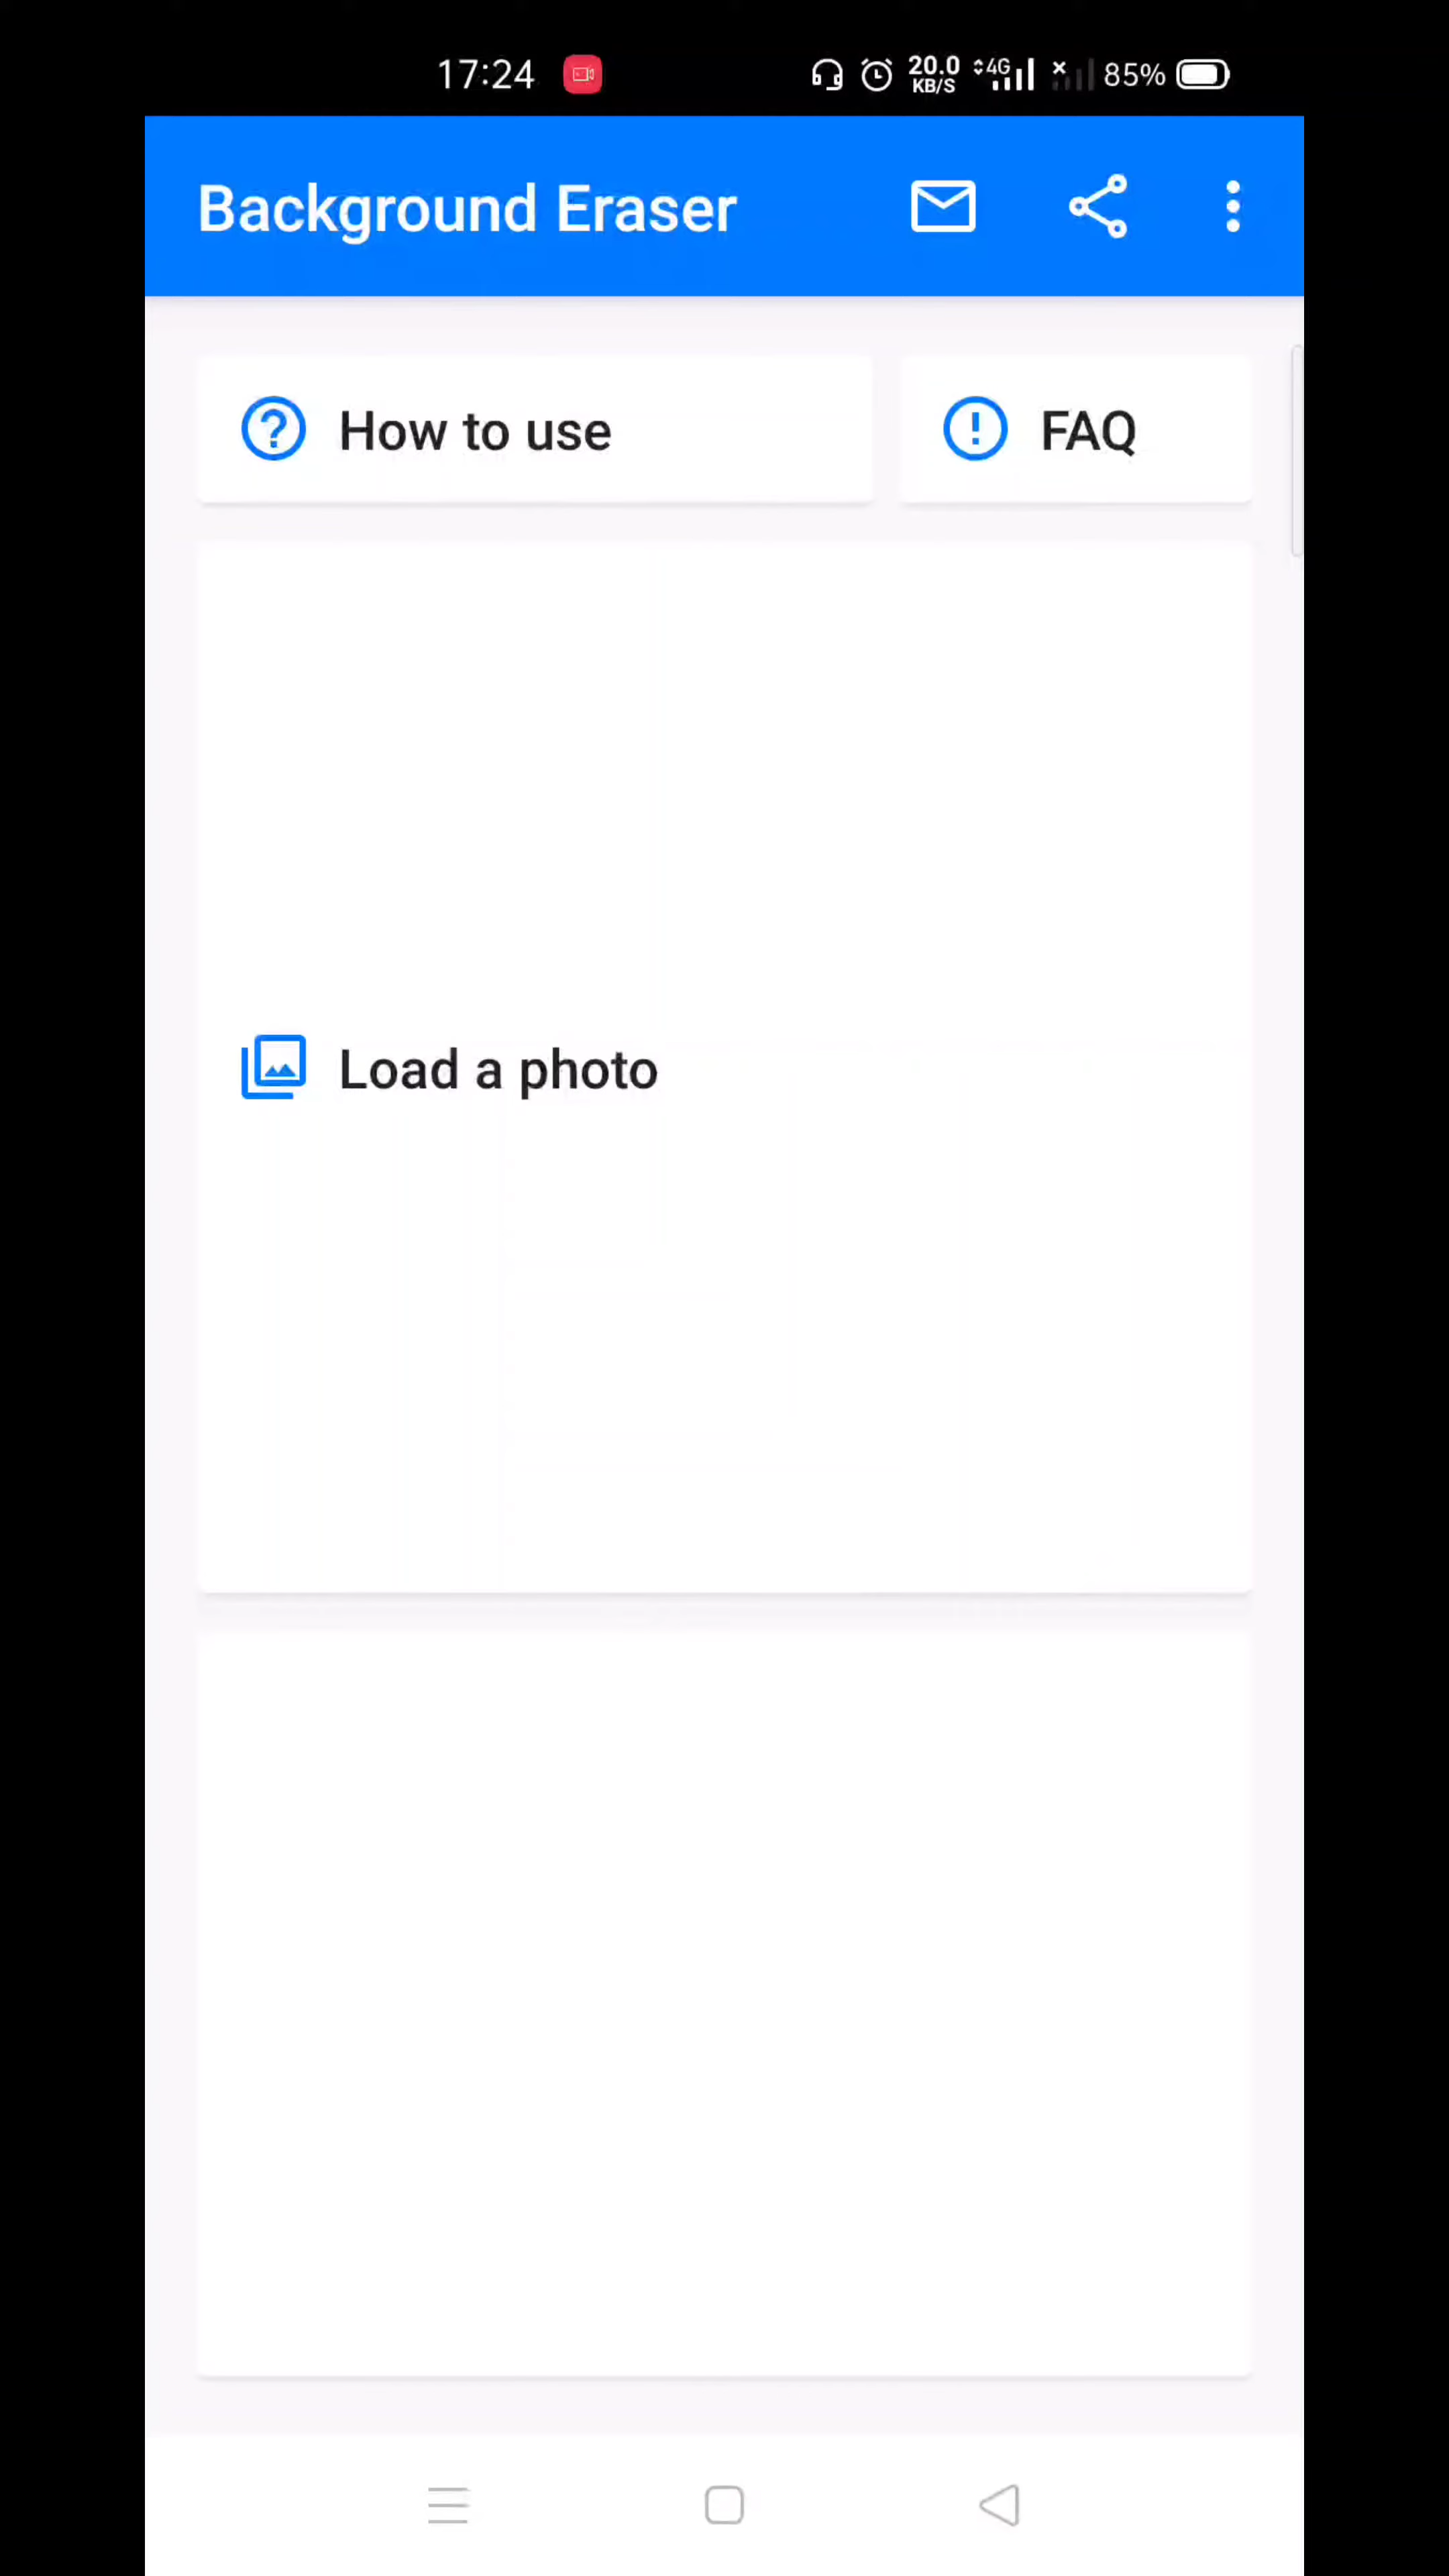 17:24 20.0 KB/S 4G 85%
Background Eraser
How to use
FAQ
Load a photo